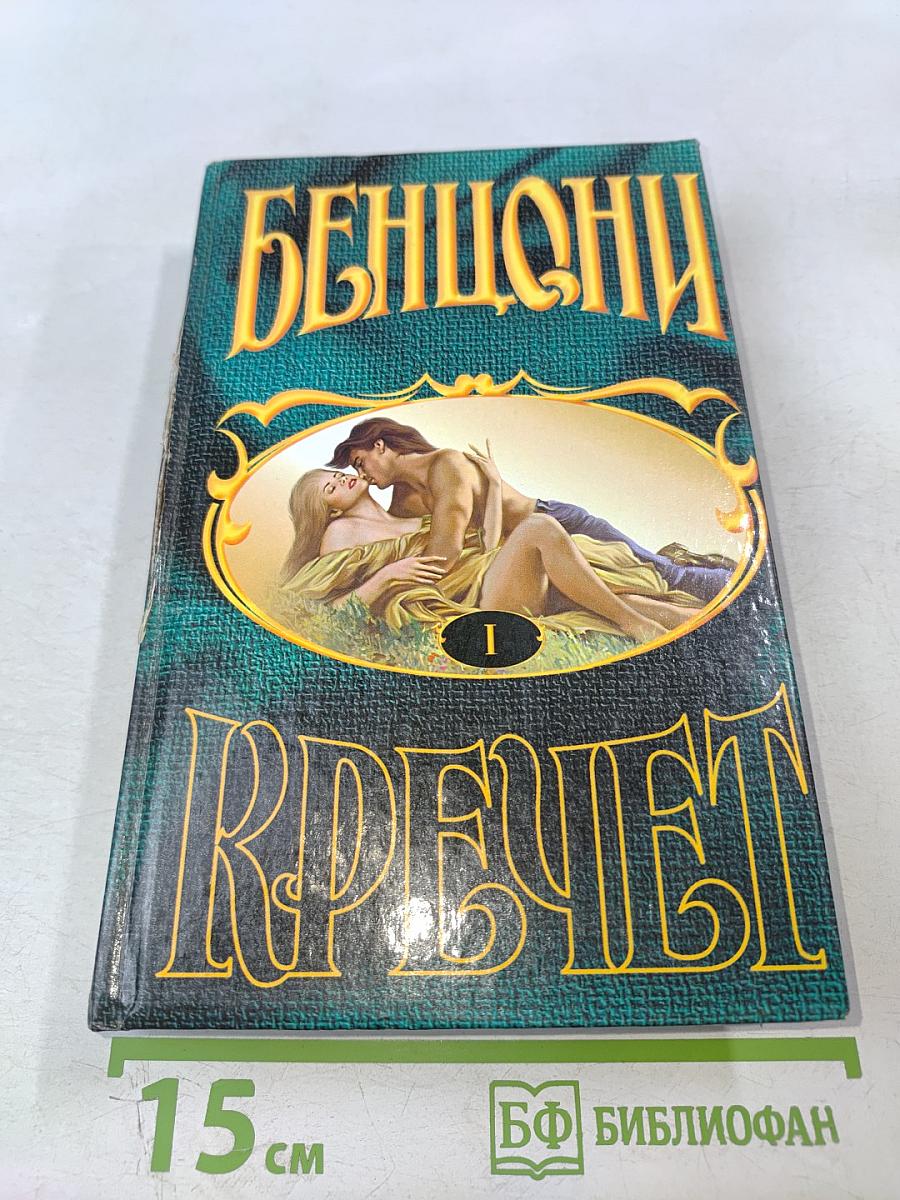 БЕНЦОНИ
I
КРЕЧЕТ
15 см
БФ БИБЛИОФАН